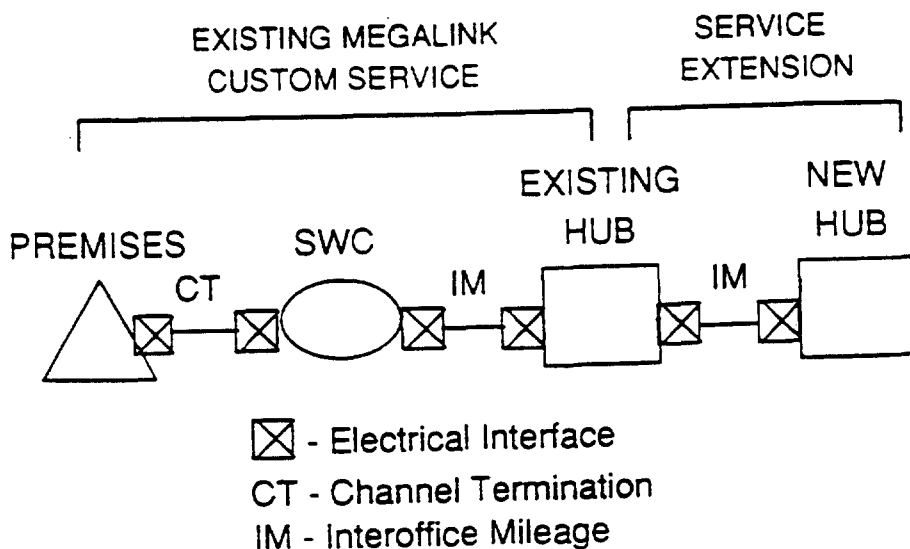 EXISTING MEGALINK
CUSTOM SERVICE
SERVICE
EXTENSION
PREMISES
CT
SWC
IM
EXISTING
HUB
IM
NEW
HUB
- Electrical Interface
CT - Channel Termination
IM - Interoffice Mileage